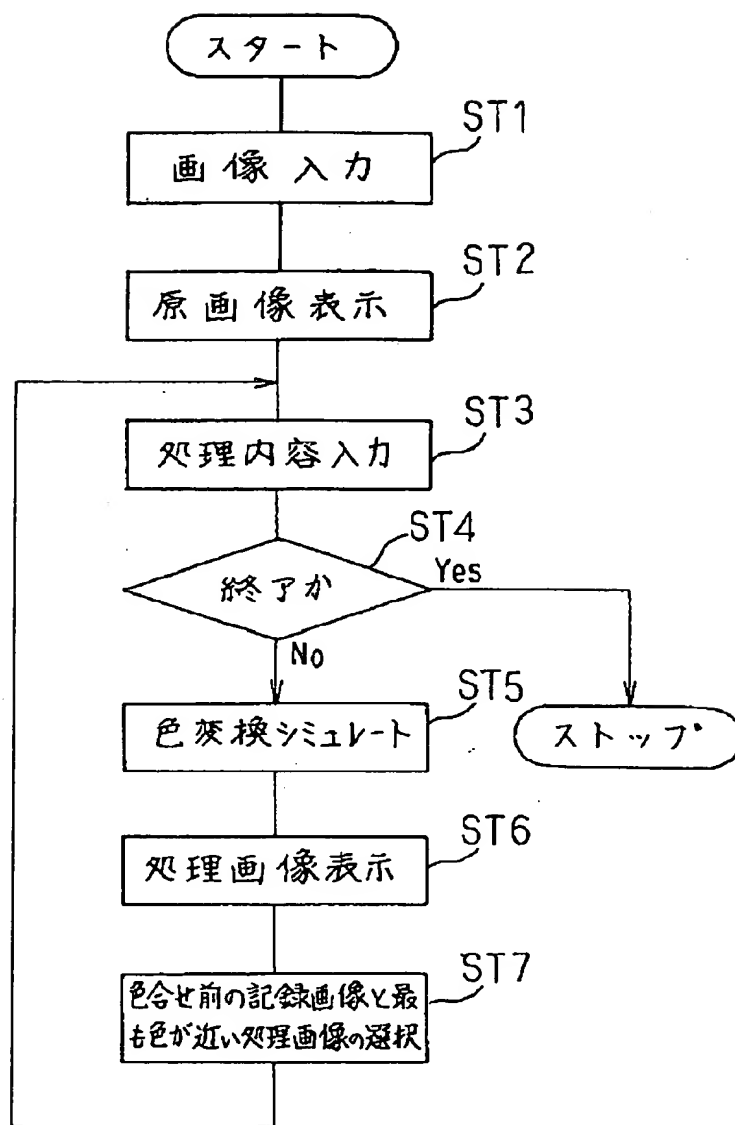 スタート
ST1
画像入力
ST2
原画像表示
ST3
処理内容入力
ST4
終了か
Yes
No
ST5
色変換シミュレート
ストップ
ST6
処理画像表示
ST7
色合せ前の記録画像と最
も色が近い処理画像の選択